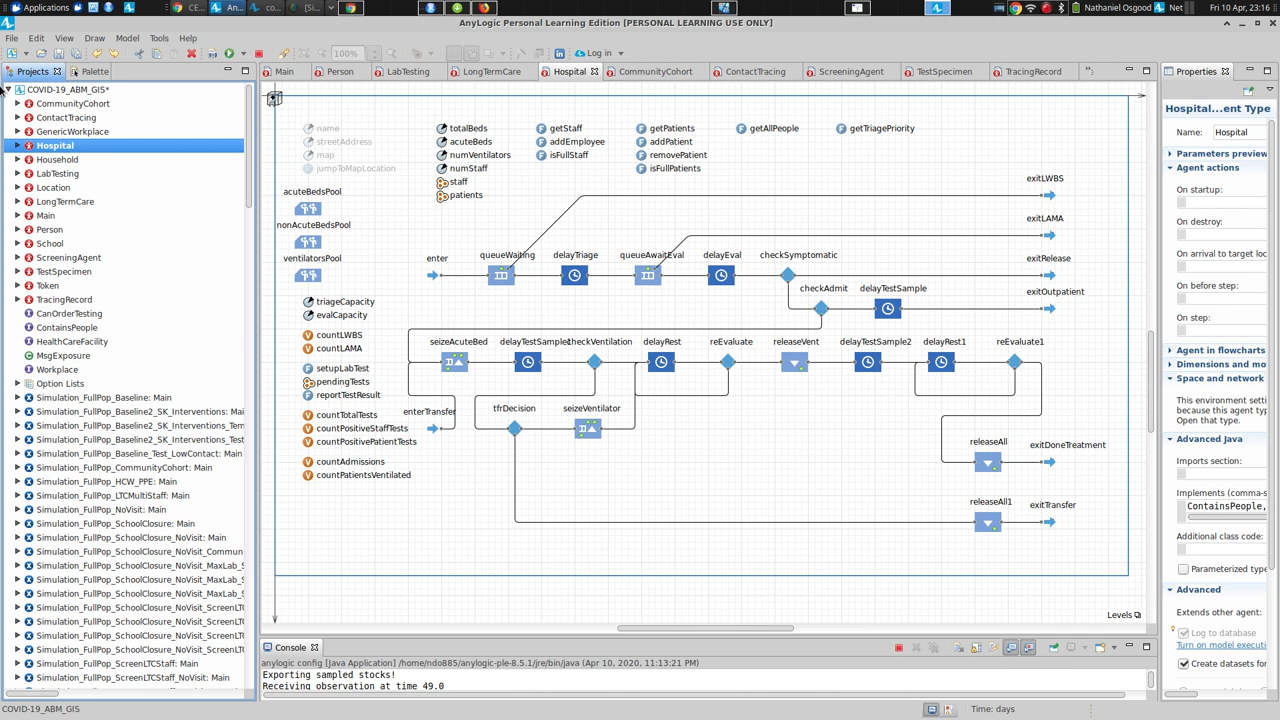 Applications
CE...
An...
co...
[Si...
Nathaniel Osgood
Net
Fri 10 Apr, 23:16
AnyLogic Personal Learning Edition [PERSONAL LEARNING USE ONLY]
File Edit View Draw Model Tools Help
100%
Log in
Projects
Palette
Main
Person
LabTesting
LongTermCare
Hospital
CommunityCohort
ContactTracing
ScreeningAgent
TestSpecimen
TracingRecord
Properties
COVID-19_ABM_GIS*
CommunityCohort
ContactTracing
GenericWorkplace
Hospital
Household
LabTesting
Location
LongTermCare
Main
Person
School
ScreeningAgent
TestSpecimen
Token
TracingRecord
CanOrderTesting
ContainsPeople
HealthCareFacility
MsgExposure
Workplace
Option Lists
Simulation_FullPop_Baseline: Main
Simulation_FullPop_Baseline2_SK_Interventions: Mai
Simulation_FullPop_Baseline2_SK_Interventions_Tem
Simulation_FullPop_Baseline2_SK_Interventions_Test
Simulation_FullPop_Baseline_Test_LowContact: Main
Simulation_FullPop_CommunityCohort: Main
Simulation_FullPop_HCW_PPE: Main
Simulation_FullPop_LTCMultiStaff: Main
Simulation_FullPop_NoVisit: Main
Simulation_FullPop_SchoolClosure: Main
Simulation_FullPop_SchoolClosure_NoVisit: Main
Simulation_FullPop_SchoolClosure_NoVisit_Commun
Simulation_FullPop_SchoolClosure_NoVisit_MaxLab_S
Simulation_FullPop_SchoolClosure_NoVisit_MaxLab_S
Simulation_FullPop_SchoolClosure_NoVisit_MaxLab_S
Simulation_FullPop_SchoolClosure_NoVisit_ScreenLTC
Simulation_FullPop_SchoolClosure_NoVisit_ScreenLTC
Simulation_FullPop_SchoolClosure_NoVisit_ScreenLTC
Simulation_FullPop_SchoolClosure_NoVisit_ScreenLTC
Simulation_FullPop_ScreenLTCStaff: Main
Simulation_FullPop_ScreenLTCStaff_NoVisit: Main
name
streetAddress
map
jumpToMapLocation
totalBeds
acuteBeds
numVentilators
numStaff
staff
patients
getStaff
addEmployee
isFullStaff
getPatients
addPatient
removePatient
isFullPatients
getAllPeople
getTriagePriority
acuteBedsPool
nonAcuteBedsPool
ventilatorsPool
triageCapacity
evalCapacity
countLWBS
countLAMA
setupLabTest
pendingTests
reportTestResult
countTotalTests
countPositiveStaffTests
countPositivePatientTests
countAdmissions
countPatientsVentilated
exitLWBS
exitLAMA
enter
queueWaiting
delayTriage
queueAwaitEval
delayEval
checkSymptomatic
exitRelease
checkAdmit
delayTestSample
exitOutpatient
seizeAcuteBed
delayTestSample1
checkVentilation
delayRest
reEvaluate
releaseVent
delayTestSample2
delayRest1
reEvaluate1
enterTransfer
tfrDecision
seizeVentilator
releaseAll
exitDoneTreatment
releaseAll1
exitTransfer
Levels
Console
anylogic config [Java Application] /home/ndo885/anylogic-ple-8.5.1/jre/bin/java (Apr 10, 2020, 11:13:21 PM)
Exporting sampled stocks!
Receiving observation at time 49.0
Hospital...ent Type
Name: Hospital
Parameters preview
Agent actions
On startup:
On destroy:
On arrival to target loc
On before step:
On step:
Agent in flowcharts
Dimensions and mo
Space and network
This environment setti
because this agent typ
Open that type.
Advanced Java
Imports section:
Implements (comma-s
ContainsPeople,
Additional class code:
Parameterized type
Advanced
Extends other agent:
Log to database
Turn on model executi
Create datasets for
COVID-19_ABM_GIS
Time: days